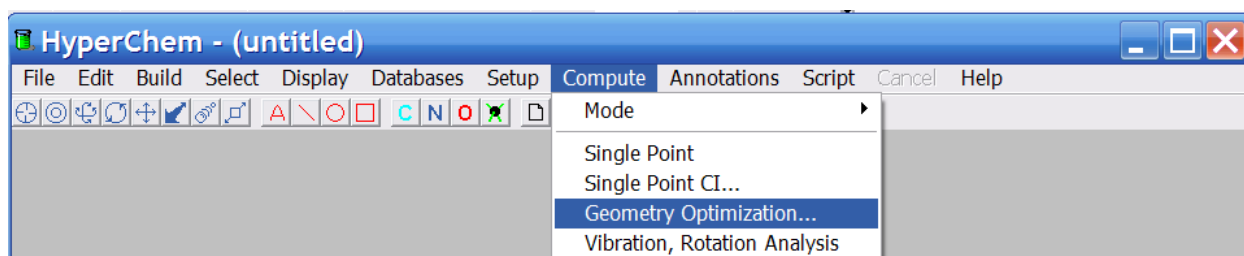 HyperChem - (untitled)
File Edit Build Select Display Databases Setup Compute Annotations Script Cancel Help
A C N O
Mode
Single Point
Single Point CI...
Geometry Optimization...
Vibration, Rotation Analysis